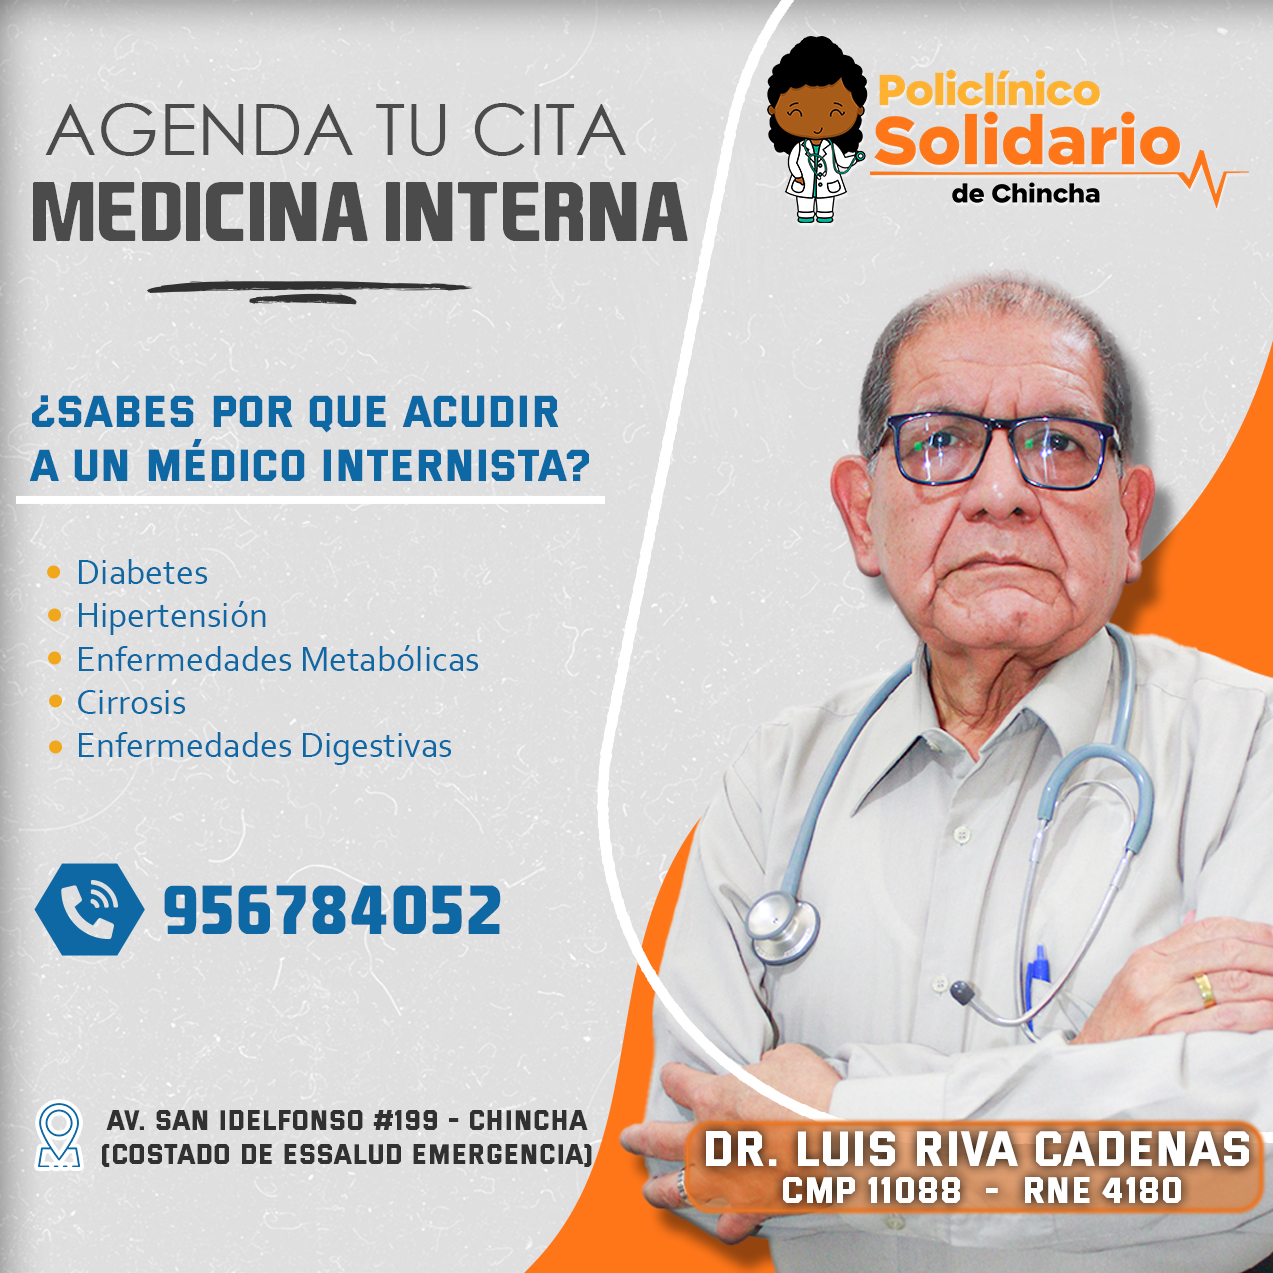 AGENDA TU CITA
MEDICINA INTERNA
Policlínico
Solidario
de Chincha
¿SABES POR QUE ACUDIR
A UN MÉDICO INTERNISTA?
Diabetes
Hipertensión
Enfermedades Metabólicas
Cirrosis
Enfermedades Digestivas
956784052
AV. SAN IDELFONSO #199 - CHINCHA
(COSTADO DE ESSALUD EMERGENCIA)
DR. LUIS RIVA CADENAS
CMP 11088 - RNE 4180